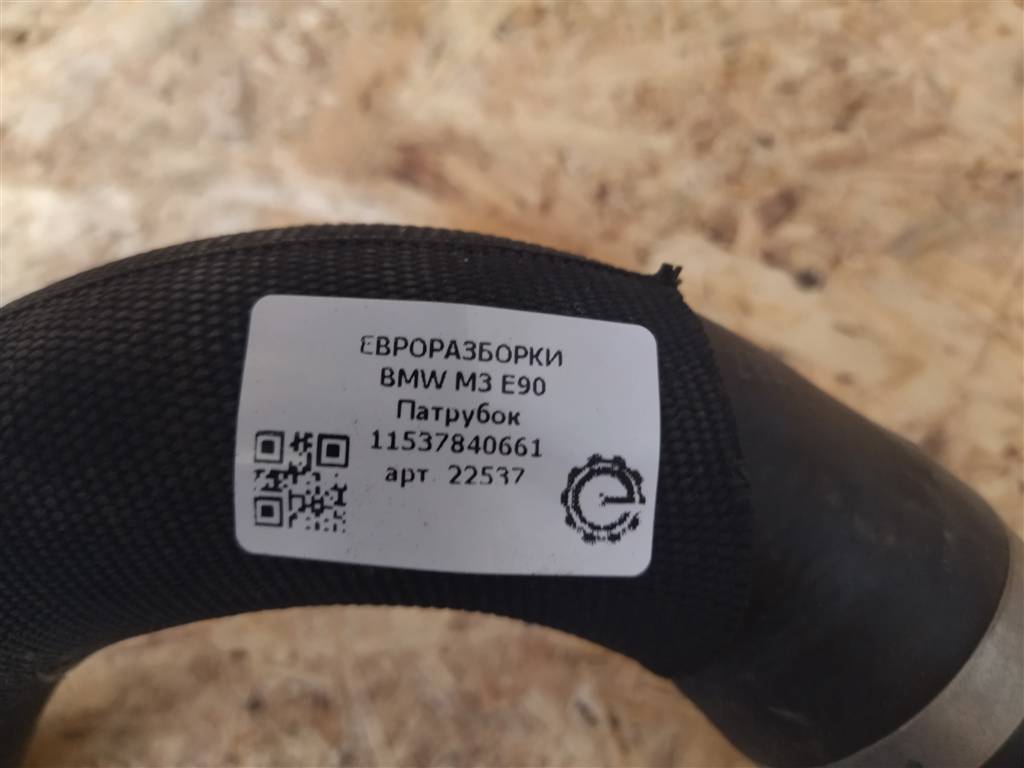 ЕВРОРАЗБОРКИ
BMW M3 E90
Патрубок
11537840661
арт. 22537